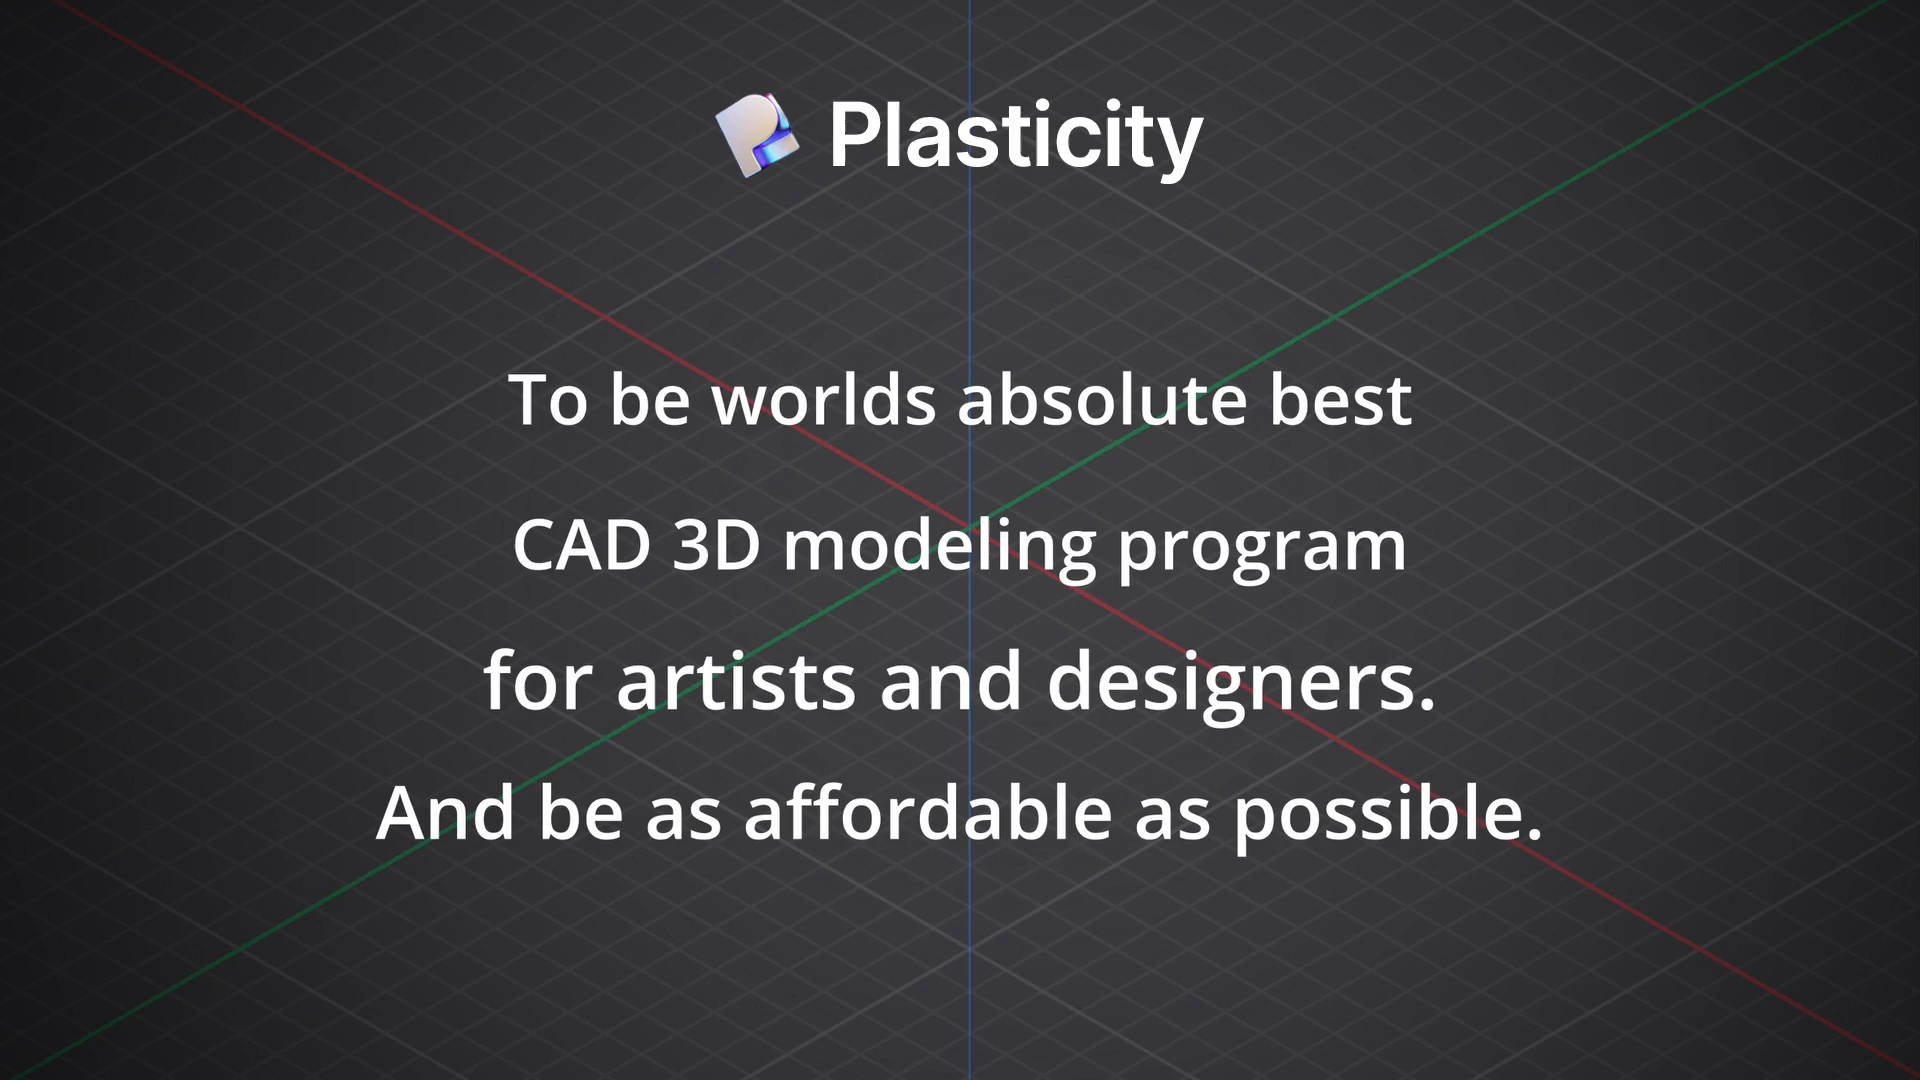 Plasticity
To be worlds absolute best
CAD 3D modeling program
for artists and designers.
And be as affordable as possible.